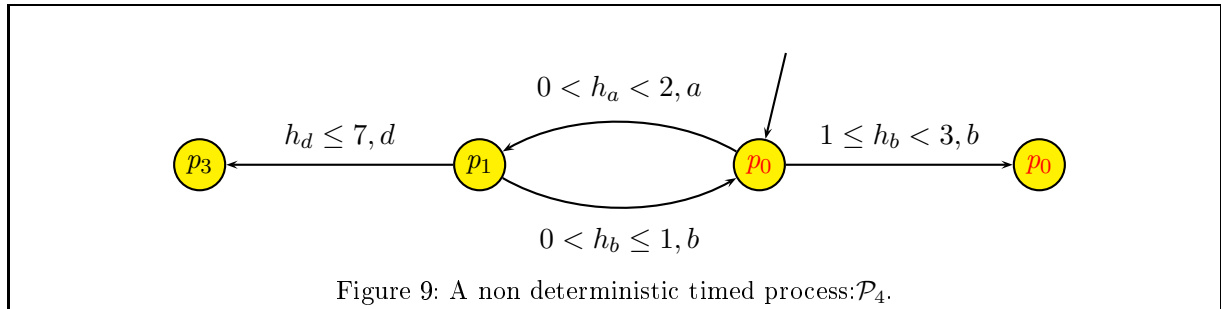 0 < h_a < 2, a
h_d ≤ 7, d
1 ≤ h_b < 3, b
p_3
p_1
p_0
p_0
0 < h_b ≤ 1, b
Figure 9: A non deterministic timed process:𝒫_4.